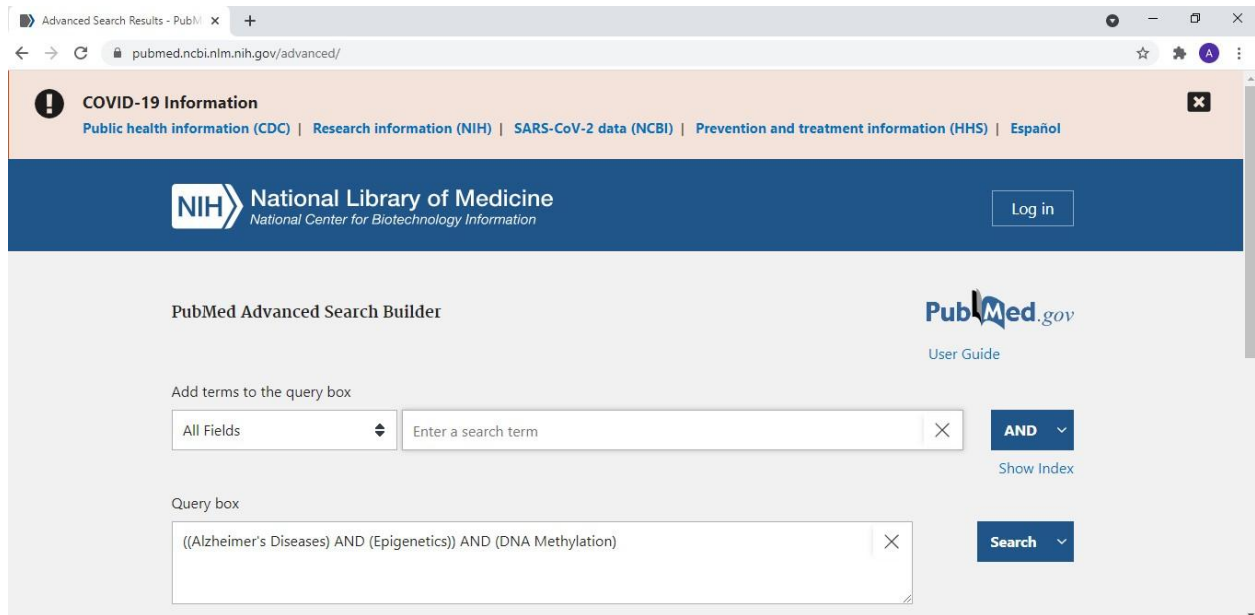 Advanced Search Results - PubM
pubmed.ncbi.nlm.nih.gov/advanced/
A
COVID-19 Information
Public health information (CDC) | Research information (NIH) | SARS-CoV-2 data (NCBI) | Prevention and treatment information (HHS) | Español
NIH National Library of Medicine
National Center for Biotechnology Information
Log in
PubMed Advanced Search Builder
PubMed.gov
User Guide
Add terms to the query box
All Fields Enter a search term AND
Show Index
Query box
((Alzheimer's Diseases) AND (Epigenetics)) AND (DNA Methylation)
Search